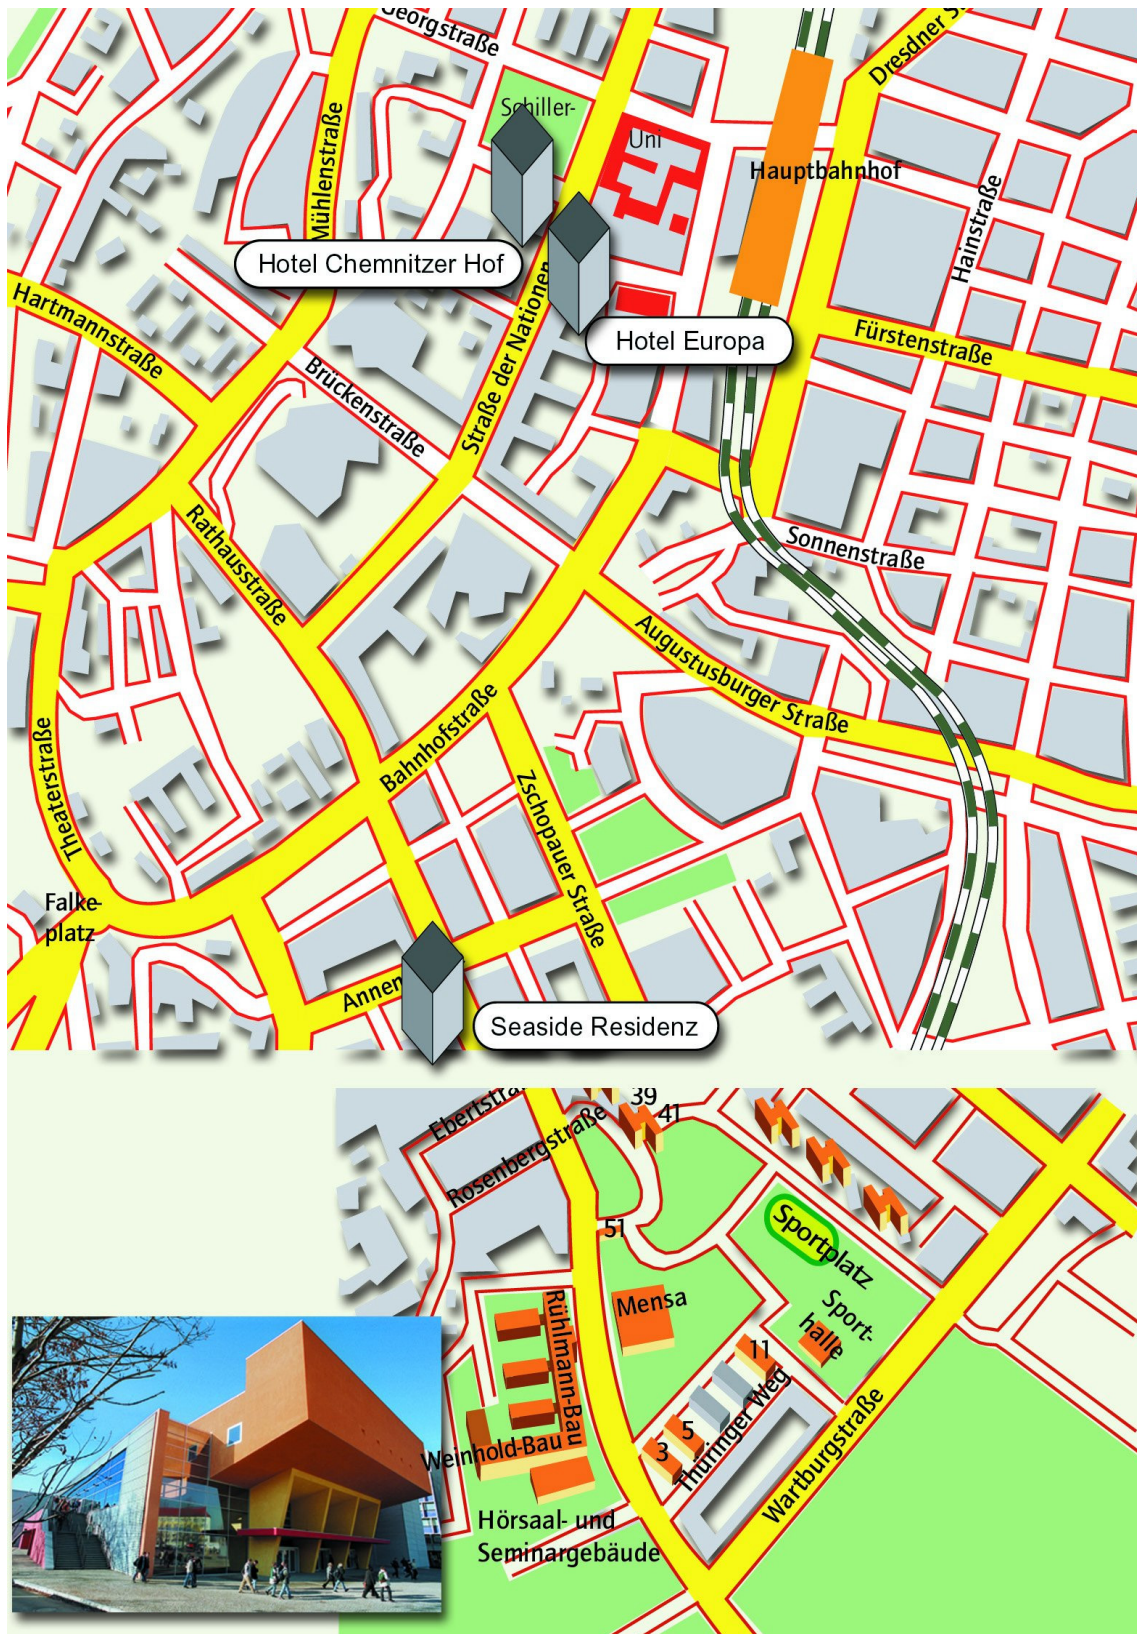 Georgstraße
Dresdner
Schiller-
Uni
Hauptbahnhof
Mühlenstraße
Hainstraße
Hotel Chemnitzer Hof
Hartmannstraße
Straße der Nationen
Hotel Europa
Fürstenstraße
Brückenstraße
Rathausstraße
Sonnenstraße
Augustusburger Straße
Bahnhofstraße
Theaterstraße
Zschopauer Straße
Falke-
platz
Annen
Seaside Residenz
39
41
Ebertstra
Rosenbergstraße
51
Sportplatz
Mensa
Sport-
halle
Rühlmann-Bau
11
5
3
Thüringer Weg
Weinhold-Bau
Wartburgstraße
Hörsaal- und
Seminargebäude